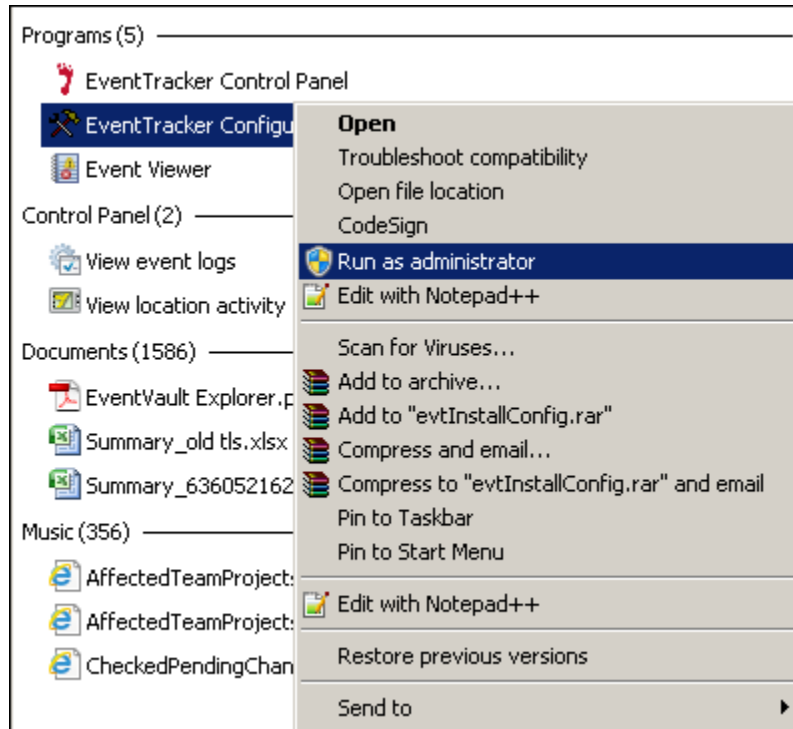 Programs (5)
EventTracker Control Panel
EventTracker Configu
Event Viewer
Control Panel (2)
View event logs
View location activity
Documents (1586)
EventVault Explorer.p
Summary_old tls.xlsx
Summary_636052162
Music (356)
AffectedTeamProjects
AffectedTeamProjects
CheckedPendingChan
Open
Troubleshoot compatibility
Open file location
CodeSign
Run as administrator
Edit with Notepad++
Scan for Viruses...
Add to archive...
Add to "evtInstallConfig.rar"
Compress and email...
Compress to "evtInstallConfig.rar" and email
Pin to Taskbar
Pin to Start Menu
Edit with Notepad++
Restore previous versions
Send to